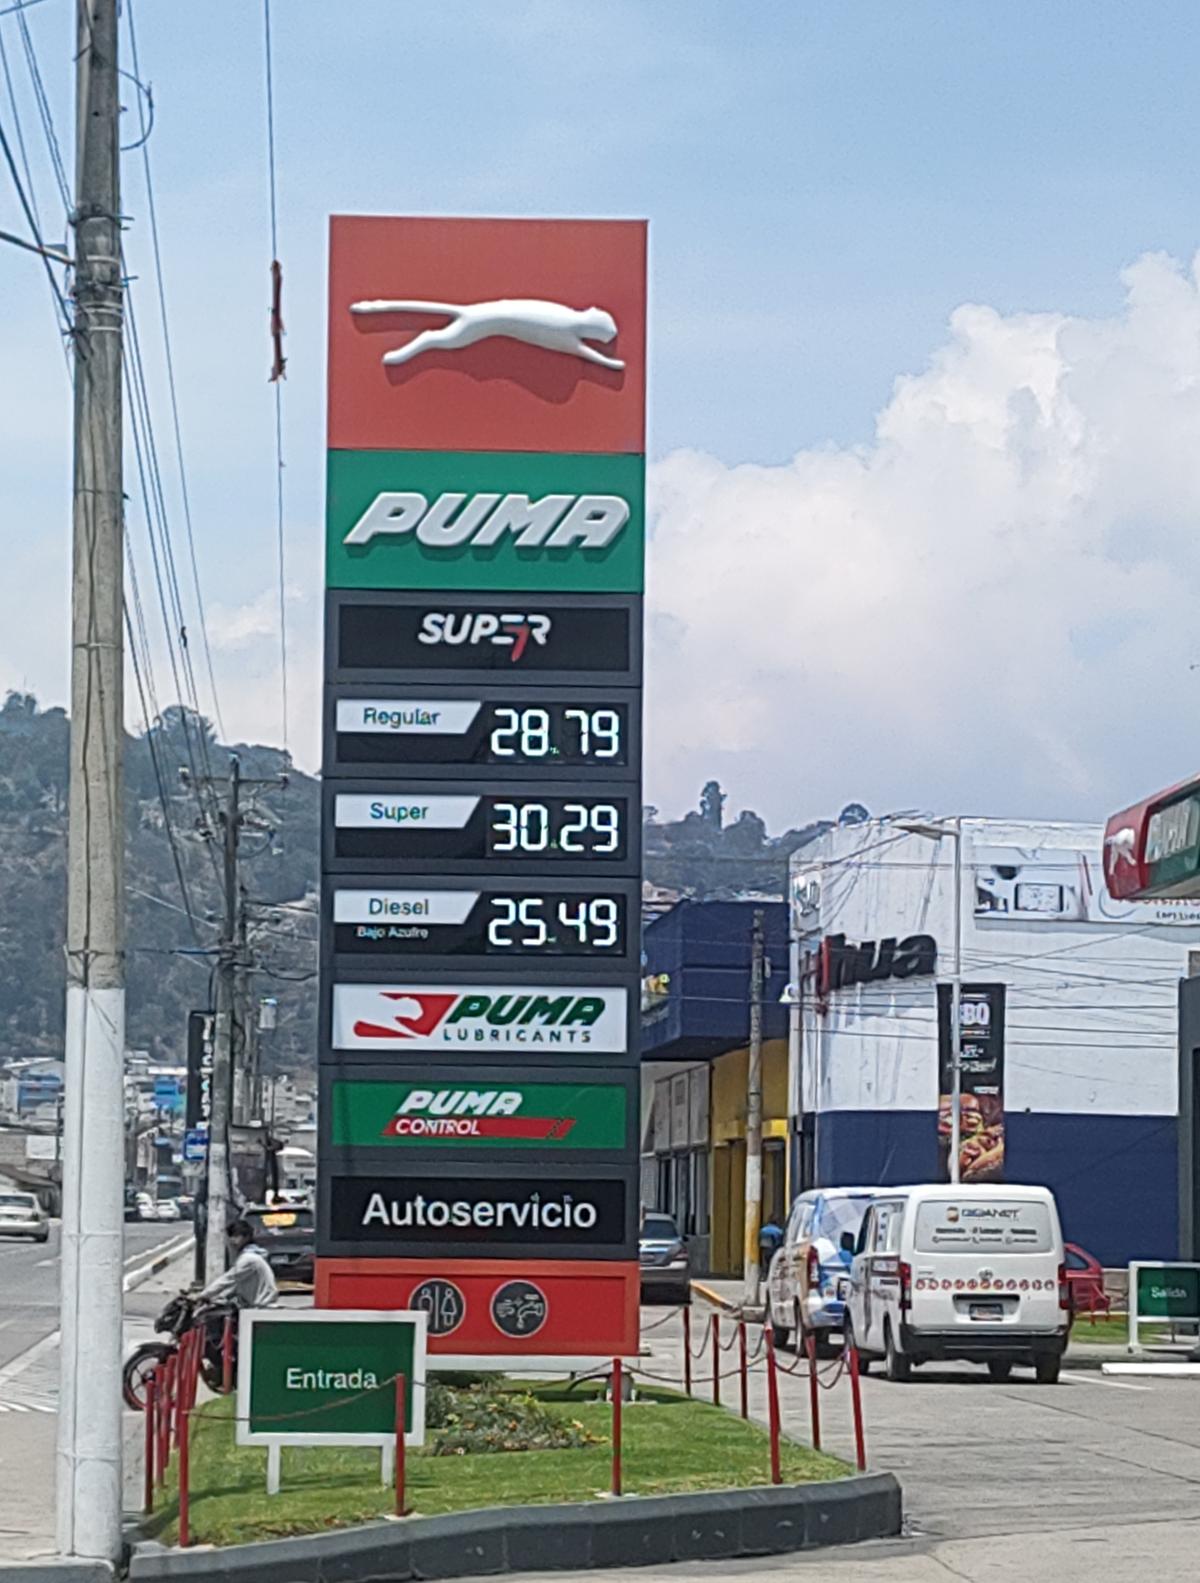 PUMA
SUPER
Regular 28.79
Super 30.29
Diesel 25.49
Bajo Azufre
PUMA
LUBRICANTS
PUMA
CONTROL
Autoservicio
Entrada
Salida
GIGANET